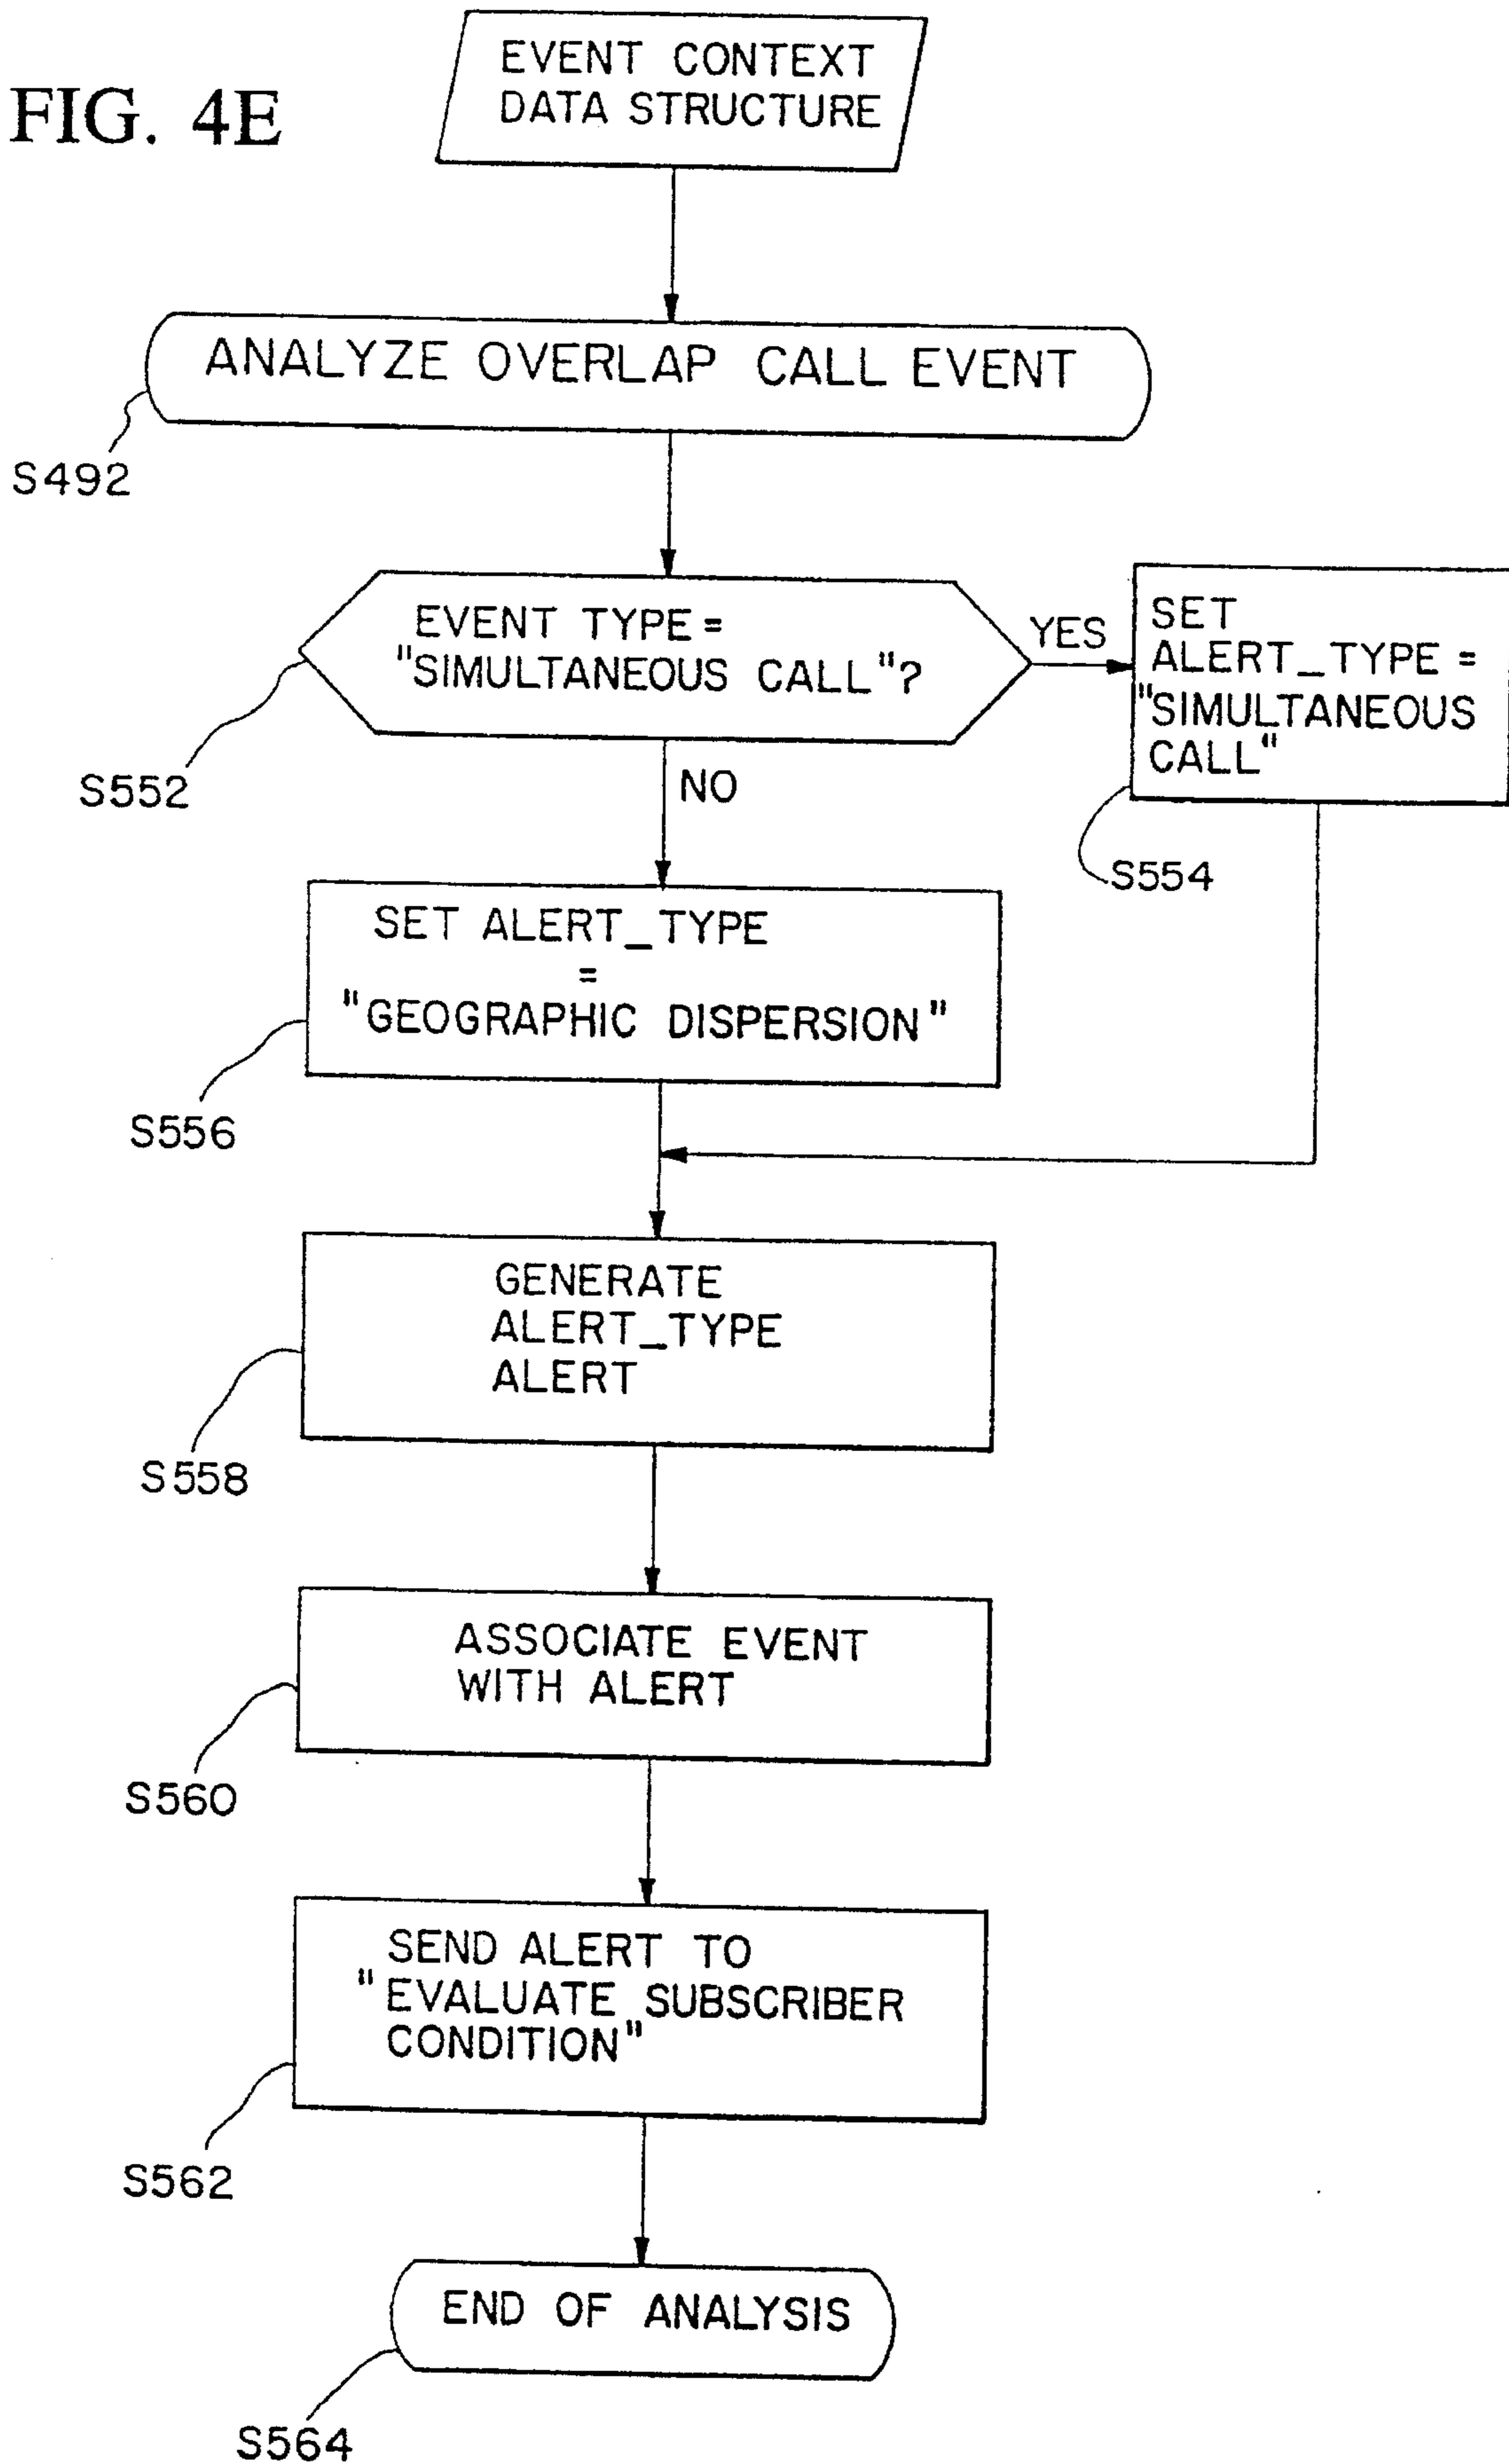 FIG. 4E
EVENT CONTEXT
DATA STRUCTURE
ANALYZE OVERLAP CALL EVENT
S492
EVENT TYPE =
"SIMULTANEOUS CALL"?
YES
SET
ALERT_TYPE =
"SIMULTANEOUS
CALL"
S552
NO
S554
SET ALERT_TYPE
=
"GEOGRAPHIC DISPERSION"
S556
GENERATE
ALERT_TYPE
ALERT
S558
ASSOCIATE EVENT
WITH ALERT
S560
SEND ALERT TO
"EVALUATE SUBSCRIBER
CONDITION"
S562
END OF ANALYSIS
S564